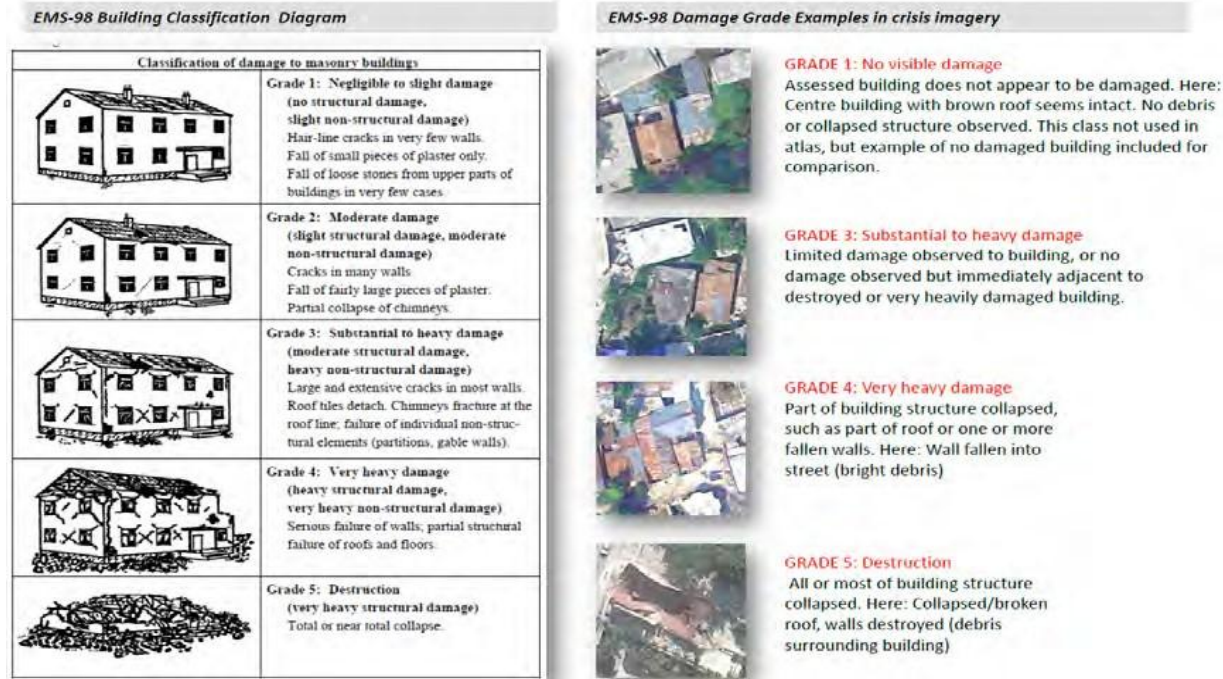 EMS-98 Building Classification Diagram
Classification of damage to masonry buildings
Grade 1: Negligible to slight damage
(no structural damage,
slight non-structural damage)
Hair-line cracks in very few walls.
Fall of small pieces of plaster only.
Fall of loose stones from upper parts of
buildings in very few cases.
Grade 2: Moderate damage
(slight structural damage, moderate
non-structural damage)
Cracks in many walls
Fall of fairly large pieces of plaster.
Partial collapse of chimneys.
Grade 3: Substantial to heavy damage
(moderate structural damage,
heavy non-structural damage)
Large and extensive cracks in most walls.
Roof tiles detach. Chimneys fracture at the
roof line; failure of individual non-struc-
tural elements (partitions, gable walls).
Grade 4: Very heavy damage
(heavy structural damage,
very heavy non-structural damage)
Serious failure of walls; partial structural
failure of roofs and floors.
Grade 5: Destruction
(very heavy structural damage)
Total or near total collapse.
EMS-98 Damage Grade Examples in crisis imagery
GRADE 1: No visible damage
Assessed building does not appear to be damaged. Here:
Centre building with brown roof seems intact. No debris
or collapsed structure observed. This class not used in
atlas, but example of no damaged building included for
comparison.
GRADE 3: Substantial to heavy damage
Limited damage observed to building, or no
damage observed but immediately adjacent to
destroyed or very heavily damaged building.
GRADE 4: Very heavy damage
Part of building structure collapsed,
such as part of roof or one or more
fallen walls. Here: Wall fallen into
street (bright debris)
GRADE 5: Destruction
All or most of building structure
collapsed. Here: Collapsed/broken
roof, walls destroyed (debris
surrounding building)